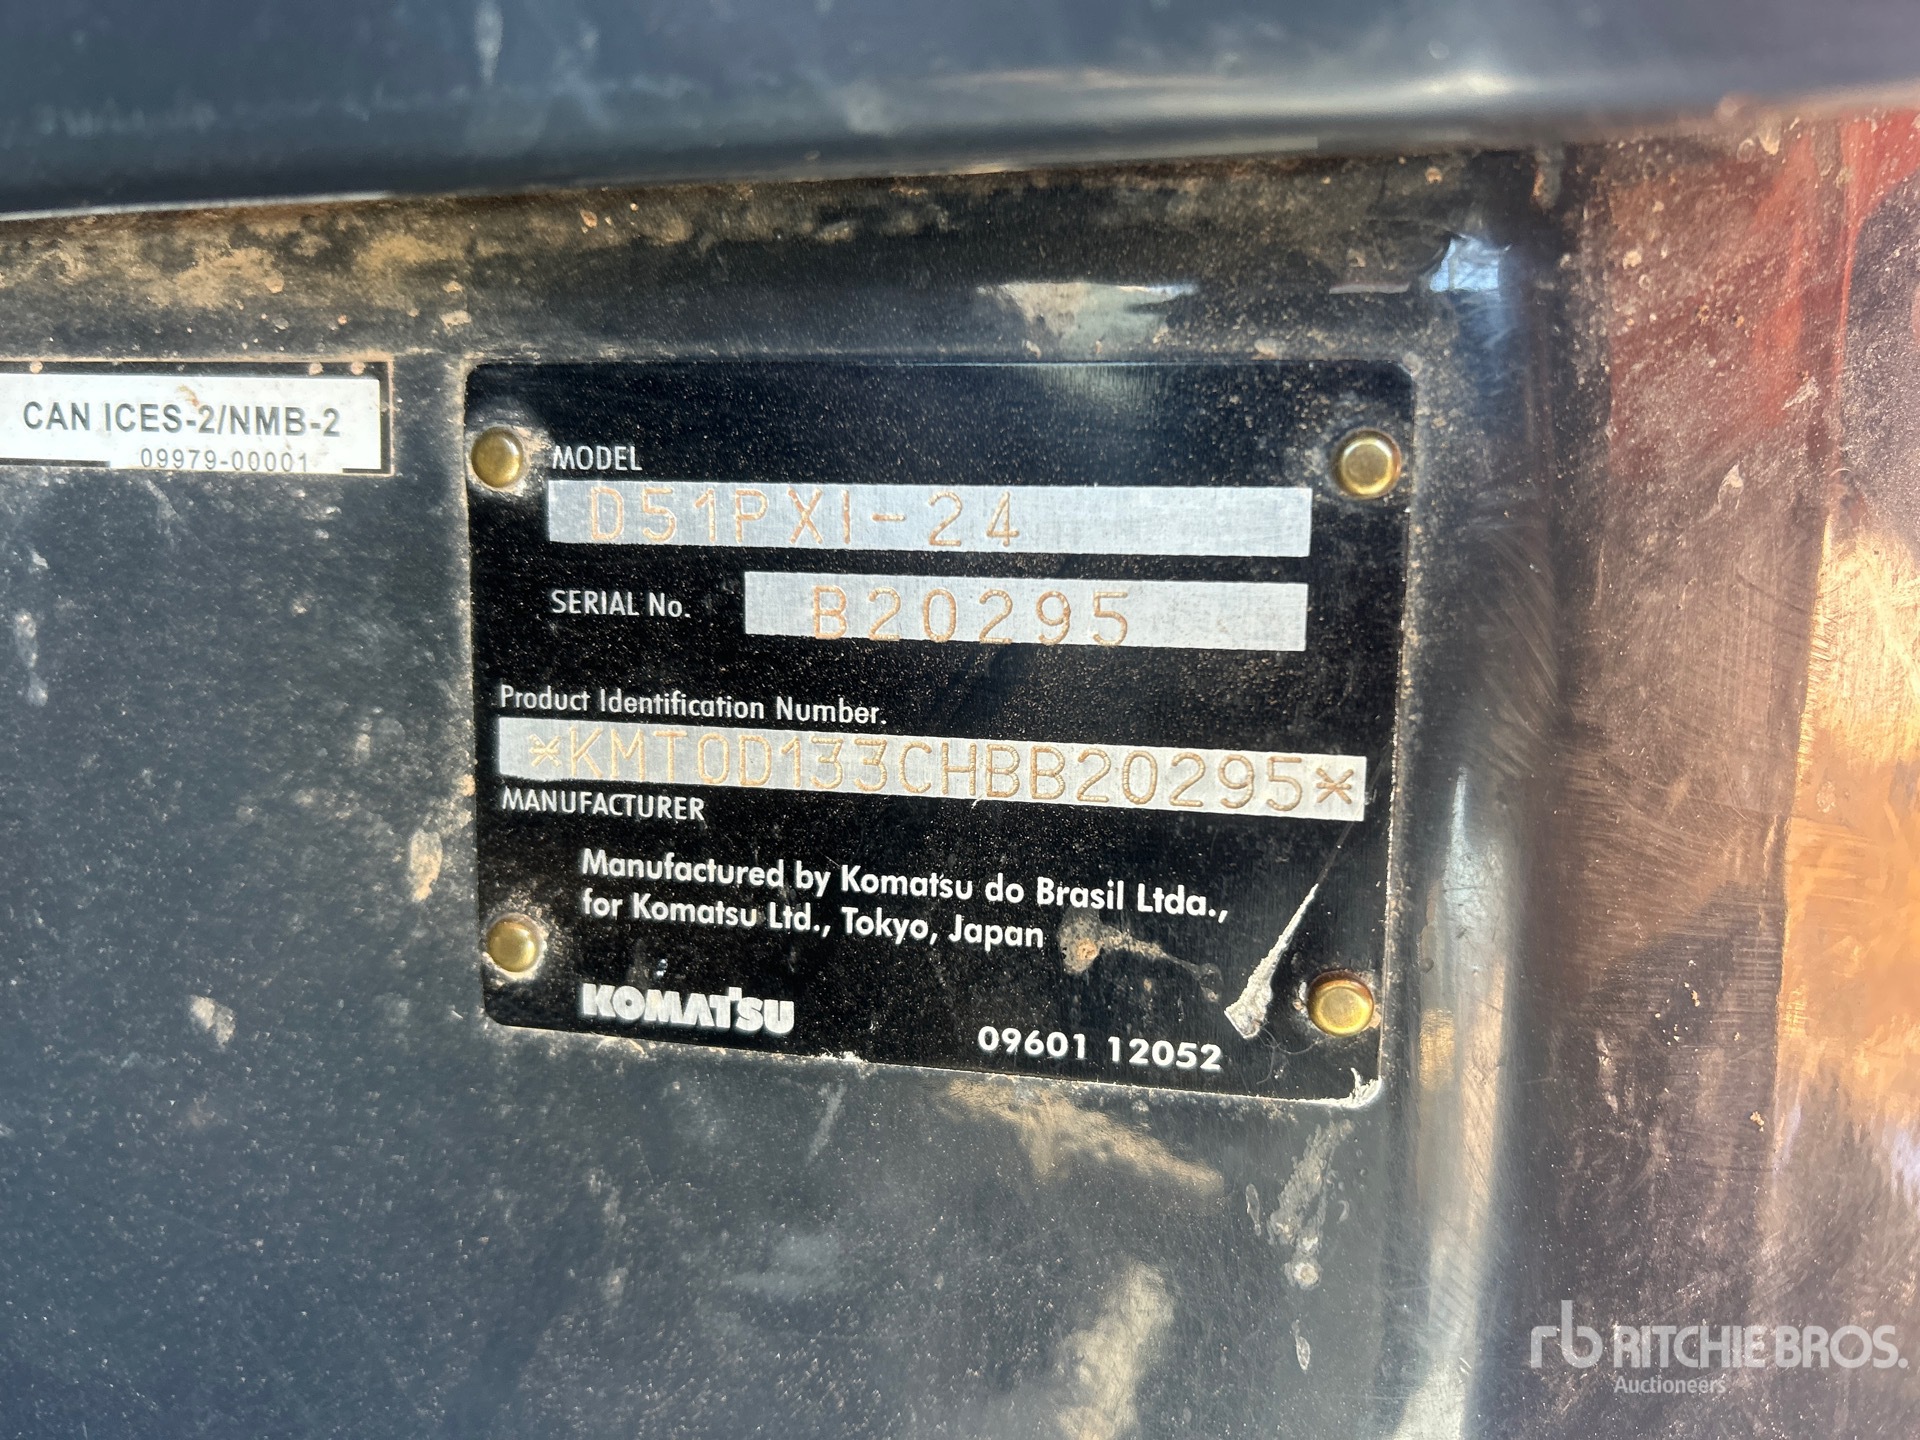 CAN ICES-2/NMB-2
09979-00001
MODEL
D51PXI-24
SERIAL No.
B20295
Product Identification Number.
*KMT0D133CHBB20295*
MANUFACTURER
Manufactured by Komatsu do Brasil Ltda.,
for Komatsu Ltd., Tokyo, Japan
KOMATSU
09601 12052
rb RITCHIE BROS.
Auctioneers